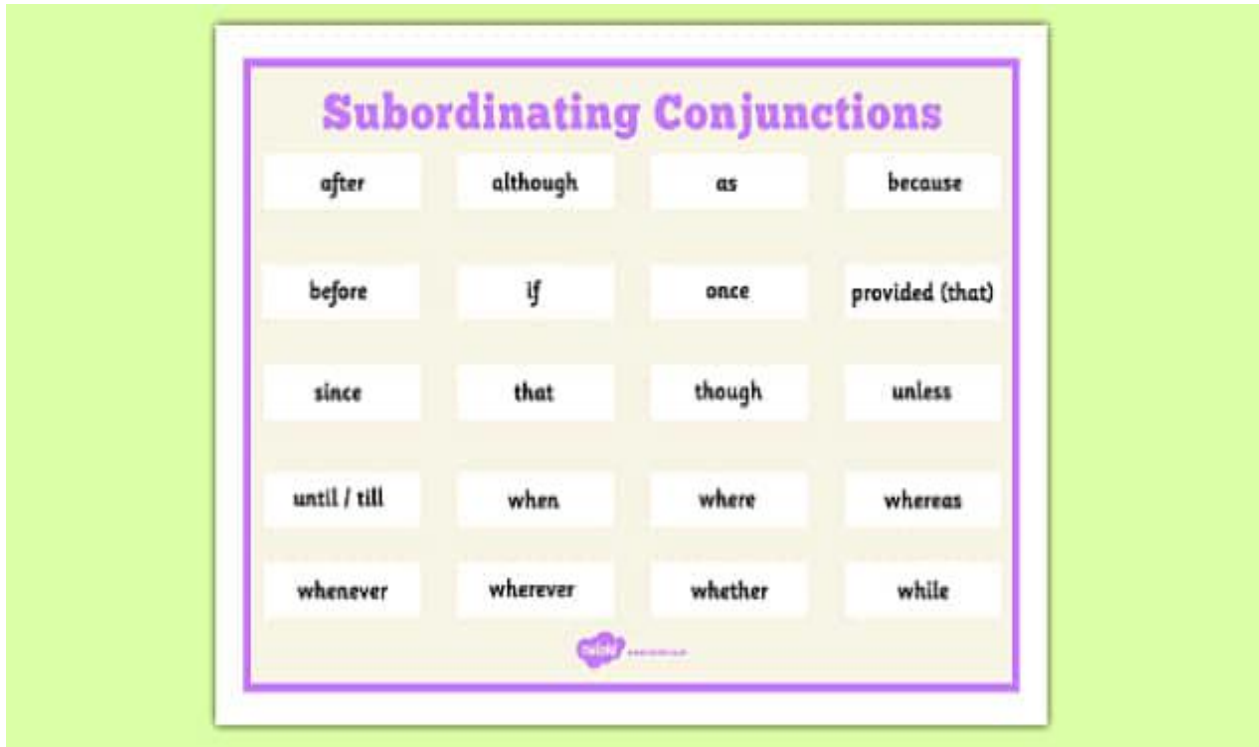 Subordinating Conjunctions
after although as because
before if once provided (that)
since that though unless
until / till when where whereas
whenever wherever whether while
twinkl